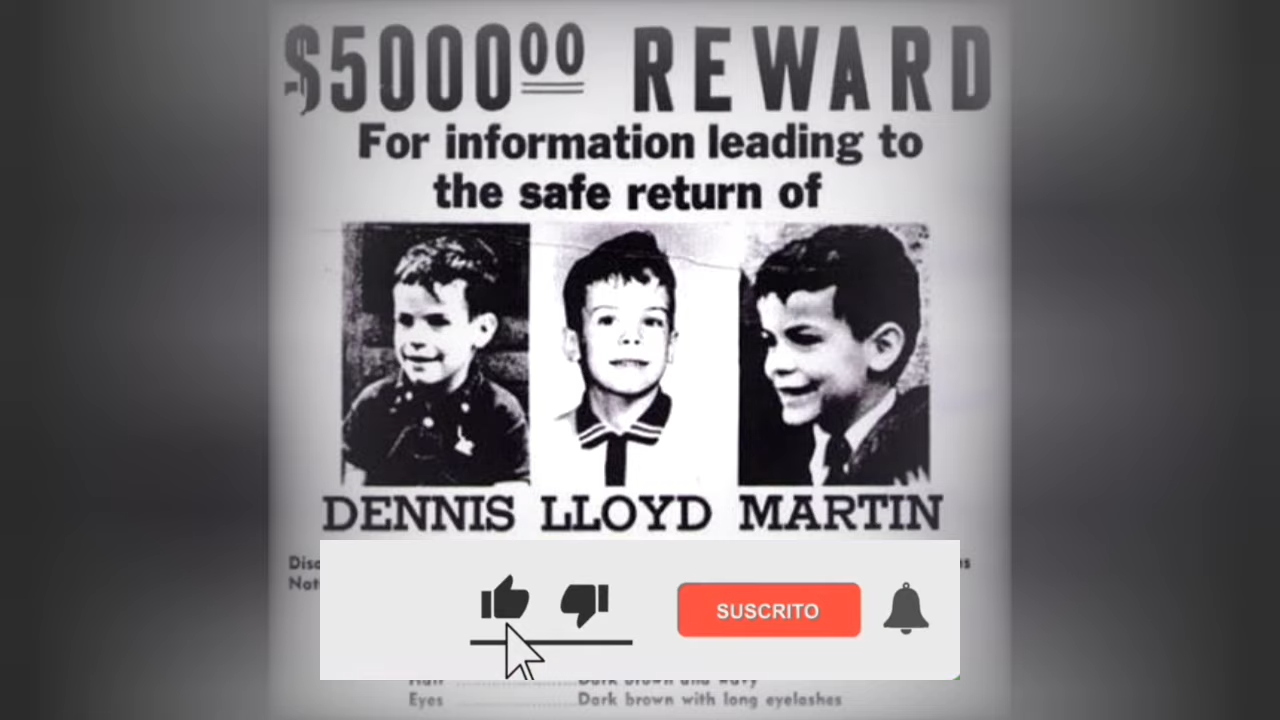 $500000 REWARD
For information leading to
the safe return of
DENNIS LLOYD MARTIN
SUSCRITO
Dark brown and wavy
Eyes ........................ Dark brown with long eyelashes